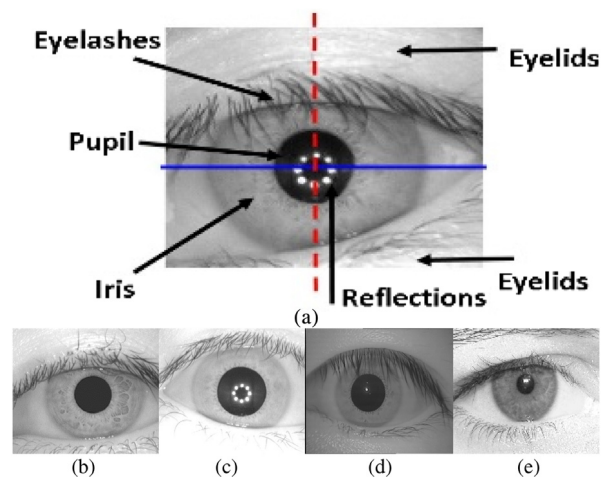 Eyelashes
Eyelids
Pupil
Iris
Eyelids
Reflections
(a)
(b) (c) (d) (e)